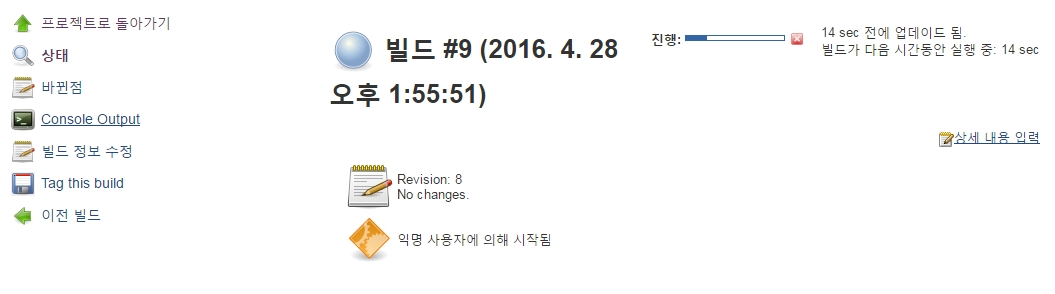 프로젝트로 돌아가기
상태
바뀐점
Console Output
빌드 정보 수정
Tag this build
이전 빌드
빌드 #9 (2016. 4. 28
오후 1:55:51)
진행:
14 sec 전에 업데이드 됨.
빌드가 다음 시간동안 실행 중: 14 sec
상세 내용 입력
Revision: 8
No changes.
익명 사용자에 의해 시작됨